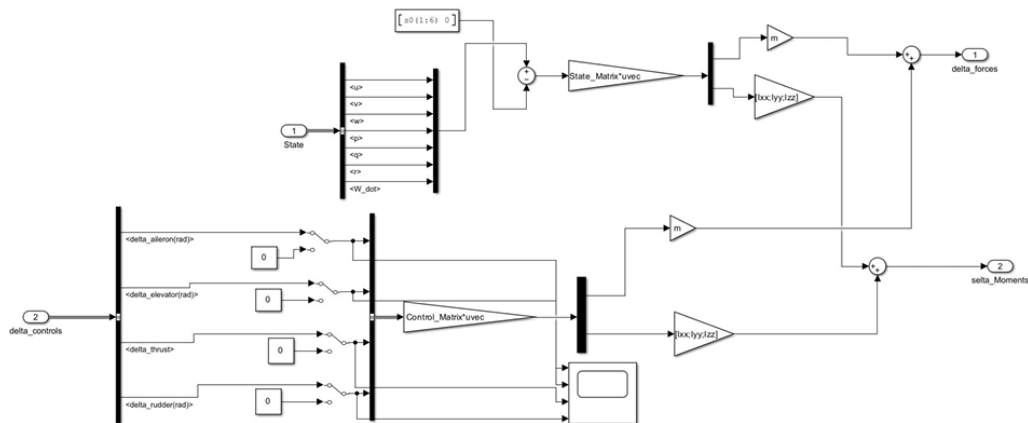 [s0(1:6) 0]
m
1
delta_forces
State_Matrix*uvec
[Ixx;Iyy;Izz]
<u>
<v>
<w>
<p>
<q>
<r>
<W_dot>
1
State
m
<delta_aileron(rad)>
0
2
selta_Moments
<delta_elevator(rad)>
0
Control_Matrix*uvec
2
delta_controls
[Ixx;Iyy;Izz]
<delta_thrust>
0
<delta_rudder(rad)>
0